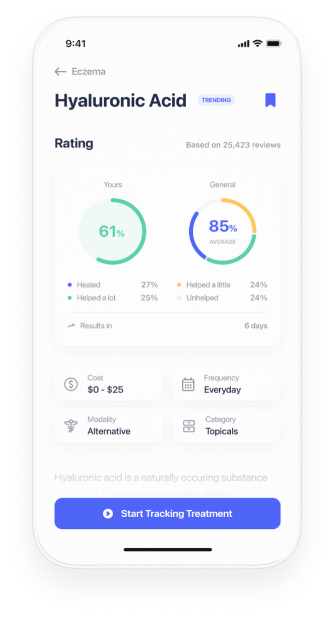 9:41
Eczema
Hyaluronic Acid TRENDING
Rating Based on 25,423 reviews
Yours General
61% 85%
AVERAGE
Healed 27% Helped a little 24%
Helped a lot 25% Unhelped 24%
Results in 6 days
Cost Frequency
$0 - $25 Everyday
Modality Category
Alternative Topicals
Hyaluronic acid is a naturally occuring substance
Start Tracking Treatment